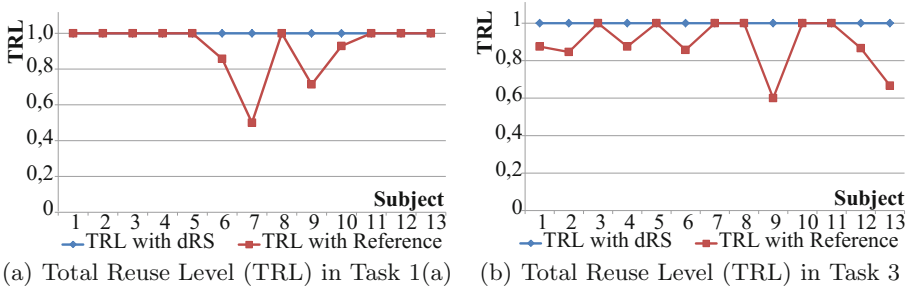 TRL
1,0
0,8
0,6
0,4
0,2
0
Subject
1 2 3 4 5 6 7 8 9 10 11 12 13
TRL with dRS TRL with Reference
(a) Total Reuse Level (TRL) in Task 1(a)
TRL
1
0,8
0,6
0,4
0,2
0
Subject
1 2 3 4 5 6 7 8 9 10 11 12 13
TRL with dRS TRL with Reference
(b) Total Reuse Level (TRL) in Task 3